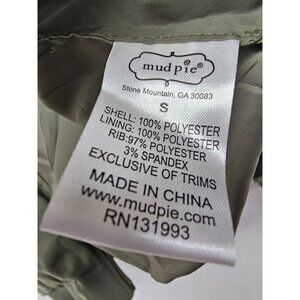 mudpie®
Stone Mountain, GA 30083
S
SHELL: 100% POLYESTER
LINING: 100% POLYESTER
RIB:97% POLYESTER
3% SPANDEX
EXCLUSIVE OF TRIMS
MADE IN CHINA
www.mudpie.com
RN131993